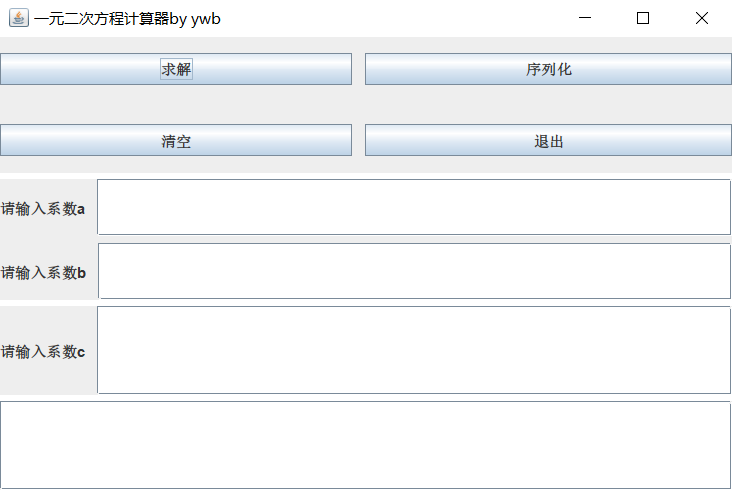 一元二次方程计算器by ywb
求解
序列化
清空
退出
请输入系数a
请输入系数b
请输入系数c